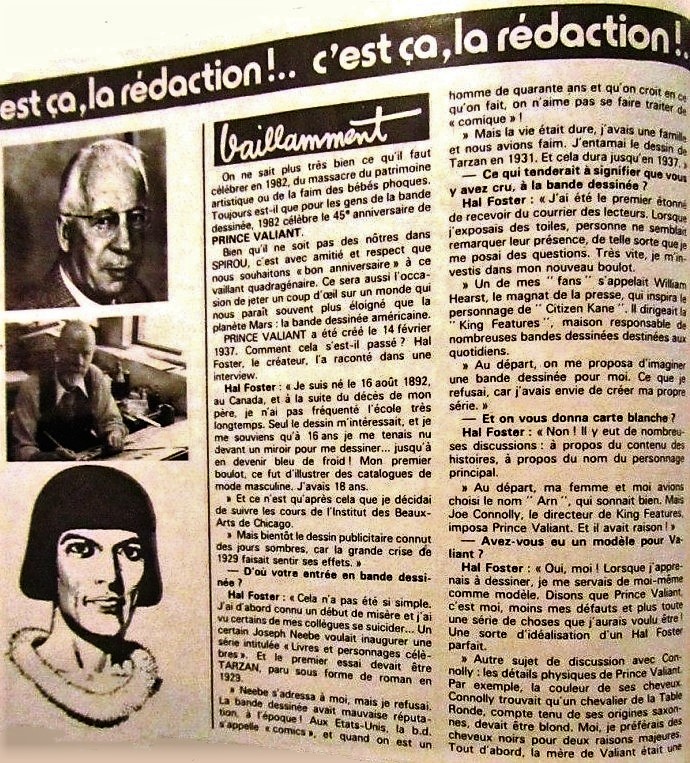 est ça, la rédaction!.. c'est ça, la rédaction!..
Vaillamment
On ne sait plus très bien ce qu'il faut
célébrer en 1982, du massacre du patrimoine
artistique ou de la faim des bébés phoques.
Toujours est-il que pour les gens de la bande
dessinée, 1982 célèbre le 45e anniversaire de
PRINCE VALIANT.
Bien qu'il ne soit pas des nôtres dans
SPIROU, c'est avec amitié et respect que
nous souhaitons « bon anniversaire » à ce
vaillant quadragénaire. Ce sera aussi l'occa-
sion de jeter un coup d'œil sur un monde qui
nous paraît souvent plus éloigné que la
planète Mars : la bande dessinée américaine.
PRINCE VALIANT a été créé le 14 février
1937. Comment cela s'est-il passé ? Hal
Foster, le créateur, l'a raconté dans une
interview.
Hal Foster : « Je suis né le 16 août 1892,
au Canada, et à la suite du décès de mon
père, je n'ai pas fréquenté l'école très
longtemps. Seul le dessin m'intéressait, et je
me souviens qu'à 16 ans je me tenais nu
devant un miroir pour me dessiner... jusqu'à
en devenir bleu de froid ! Mon premier
boulot, ce fut d'illustrer des catalogues de
mode masculine. J'avais 18 ans.
» Et ce n'est qu'après cela que je décidai
de suivre les cours de l'Institut des Beaux-
Arts de Chicago.
» Mais bientôt le dessin publicitaire connut
des jours sombres, car la grande crise de
1929 faisait sentir ses effets. »
— D'où votre entrée en bande dessi-
née ?
Hal Foster : « Cela n'a pas été si simple.
J'ai d'abord connu un début de misère et j'ai
vu certains de mes collègues se suicider... Un
certain Joseph Neebe voulait inaugurer une
série intitulée « Livres et personnages célè-
bres ». Et le premier essai devait être
TARZAN, paru sous forme de roman en
1923.
» Neebe s'adressa à moi, mais je refusai.
La bande dessinée avait mauvaise réputa-
tion, à l'époque ! Aux Etats-Unis, la b.d.
s'appelle « comics », et quand on est un
homme de quarante ans et qu'on croit en ce
qu'on fait, on n'aime pas se faire traiter de
« comique » !
» Mais la vie était dure, j'avais une famille
et nous avions faim. J'entamai le dessin de
Tarzan en 1931. Et cela dura jusqu'en 1937. »
— Ce qui tenderait à signifier que vous
y avez cru, à la bande dessinée ?
Hal Foster : « J'ai été le premier étonné
de recevoir du courrier des lecteurs. Lorsque
j'exposais des toiles, personne ne semblait
remarquer leur présence, de telle sorte que je
me posai des questions. Très vite, je m'in-
vestis dans mon nouveau boulot.
» Un de mes " fans " s'appelait William
Hearst, le magnat de la presse, qui inspira le
personnage de " Citizen Kane ". Il dirigeait la
" King Features ", maison responsable de
nombreuses bandes dessinées destinées aux
quotidiens.
» Au départ, on me proposa d'imaginer
une bande dessinée pour moi. Ce que je
refusai, car j'avais envie de créer ma propre
série. »
— Et on vous donna carte blanche ?
Hal Foster : « Non ! Il y eut de nombreu-
ses discussions : à propos du contenu des
histoires, à propos du nom du personnage
principal.
» Au départ, ma femme et moi avions
choisi le nom " Arn ", qui sonnait bien. Mais
Joe Connolly, le directeur de King Features,
imposa Prince Valiant. Et il avait raison ! »
— Avez-vous eu un modèle pour Va-
liant ?
Hal Foster : « Oui, moi ! Lorsque j'appre-
nais à dessiner, je me servais de moi-même
comme modèle. Disons que Prince Valiant,
c'est moi, moins mes défauts et plus toute
une série de choses que j'aurais voulu être !
Une sorte d'idéalisation d'un Hal Foster
parfait.
» Autre sujet de discussion avec Con-
nolly : les détails physiques de Prince Valiant.
Par exemple, la couleur de ses cheveux.
Connolly trouvait qu'un chevalier de la Table
Ronde, compte tenu de ses origines saxon-
nes, devait être blond. Moi, je préférais des
cheveux noirs pour deux raisons majeures.
Tout d'abord, la mère de Valiant était une